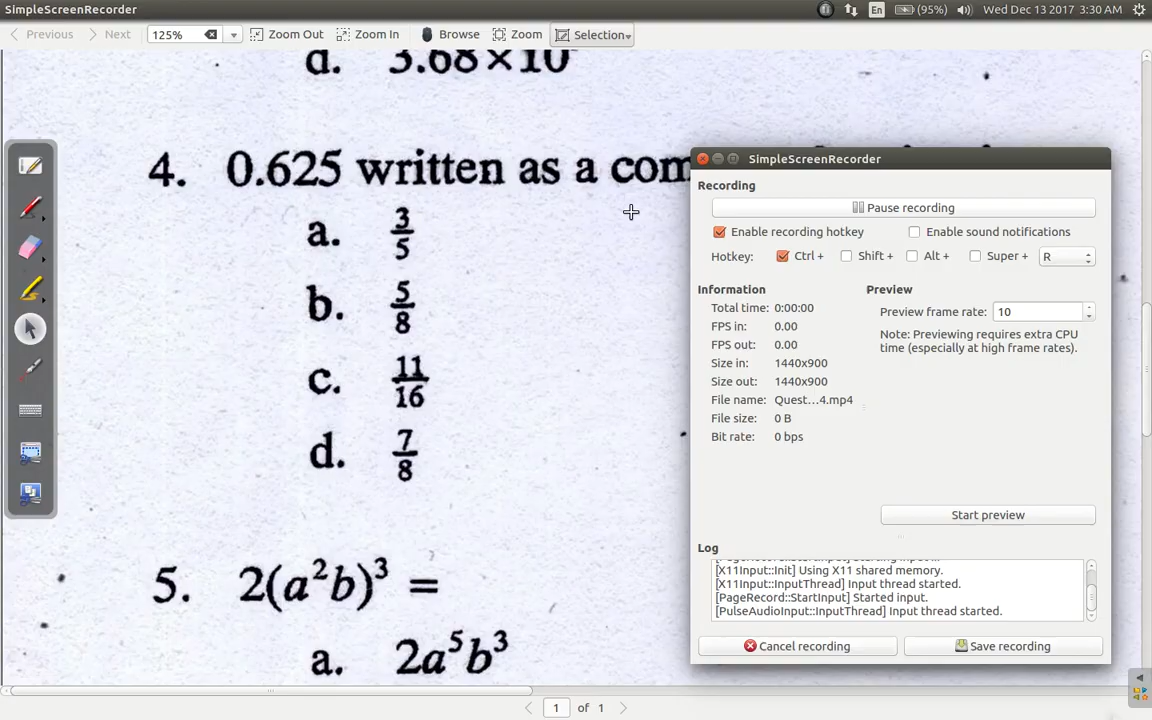 SimpleScreenRecorder
En
(95%)
Wed Dec 13 2017 3:30 AM
Previous
Next
125%
Zoom Out
Zoom In
Browse
Zoom
Selection
d. 3.68×10
4. 0.625 written as a com
a. 3/5
b. 5/8
c. 11/16
d. 7/8
5. 2(a²b)³ =
a. 2a⁵b³
SimpleScreenRecorder
Recording
Pause recording
Enable recording hotkey
Enable sound notifications
Hotkey: Ctrl + Shift + Alt + Super + R
Information
Total time: 0:00:00
FPS in: 0.00
FPS out: 0.00
Size in: 1440x900
Size out: 1440x900
File name: Quest...4.mp4
File size: 0 B
Bit rate: 0 bps
Preview
Preview frame rate: 10
Note: Previewing requires extra CPU
time (especially at high frame rates).
Start preview
Log
[X11Input::Init] Using X11 shared memory.
[X11Input::InputThread] Input thread started.
[PageRecord::StartInput] Started input.
[PulseAudioInput::InputThread] Input thread started.
Cancel recording
Save recording
1 of 1